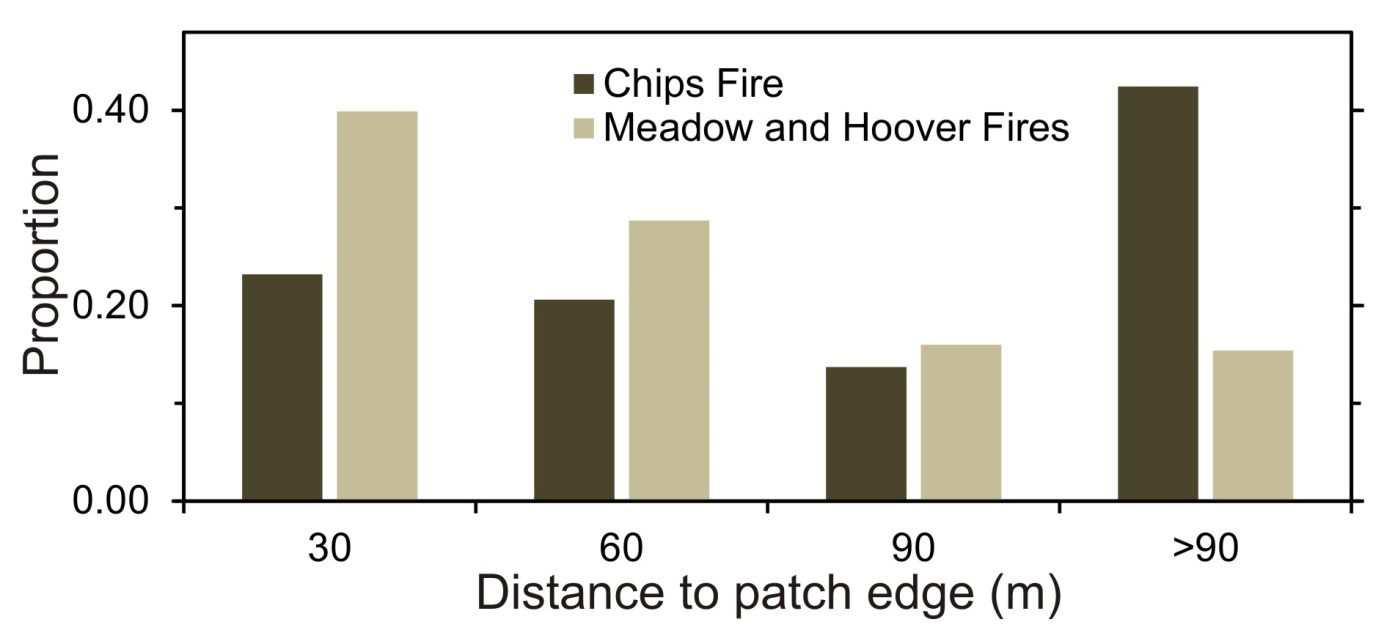 Chips Fire
Meadow and Hoover Fires
Proportion
0.40
0.20
0.00
30 60 90 >90
Distance to patch edge (m)